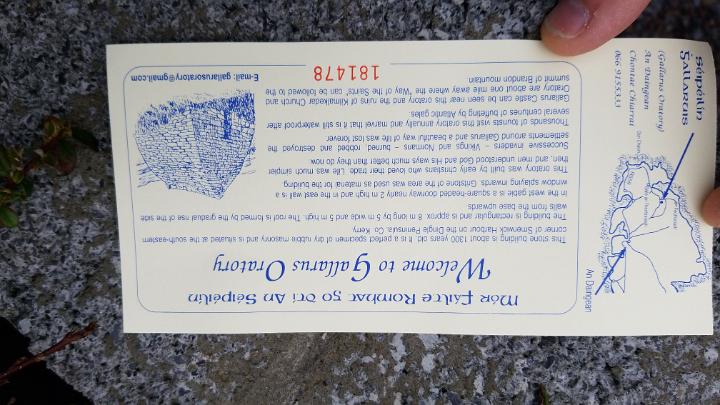 Mór Fáilte Romhat go dtí An Séipéilín
Welcome to Gallarus Oratory
This stone building is about 1300 years old. It is a perfect specimen of dry rubble masonry and is situated at the south-eastern
corner of Smerwick Harbour on the Dingle Peninsula, Co. Kerry.
The building is rectangular and is approx. 8 m long by 5 m wide and 5 m high. The roof is formed by the gradual rise of the side
walls from the base upwards
In the west gable is a square-headed doorway nearly 2 m high and in the east wall is a
window splaying inwards. Gritstone of the area was used as material for the building.
This oratory was built by early christians who loved their trade. Life was much simpler
then, and men understood God and His ways much better than they do now
Successive invaders – Vikings and Normans – burned, robbed and destroyed the
settlement around Gallarus and a beautiful way of life was lost forever.
Thousands of tourists visit this oratory annually and marvel that it is still waterproof after
several centuries of buffeting by Atlantic gales
Gallarus Castle can be seen near this oratory and the ruins of Kilmalkedar Church and
Oratory are about one mile away where the Way of the "Saints" can be followed to the
summit of Brandon mountain
181478
E-mail: gallarusoratory@gmail.com
Séipéilín
Gallarais
(Gallarus Oratory)
An Daingean
Chontae Chiarraí
066 9155333
An Daingean